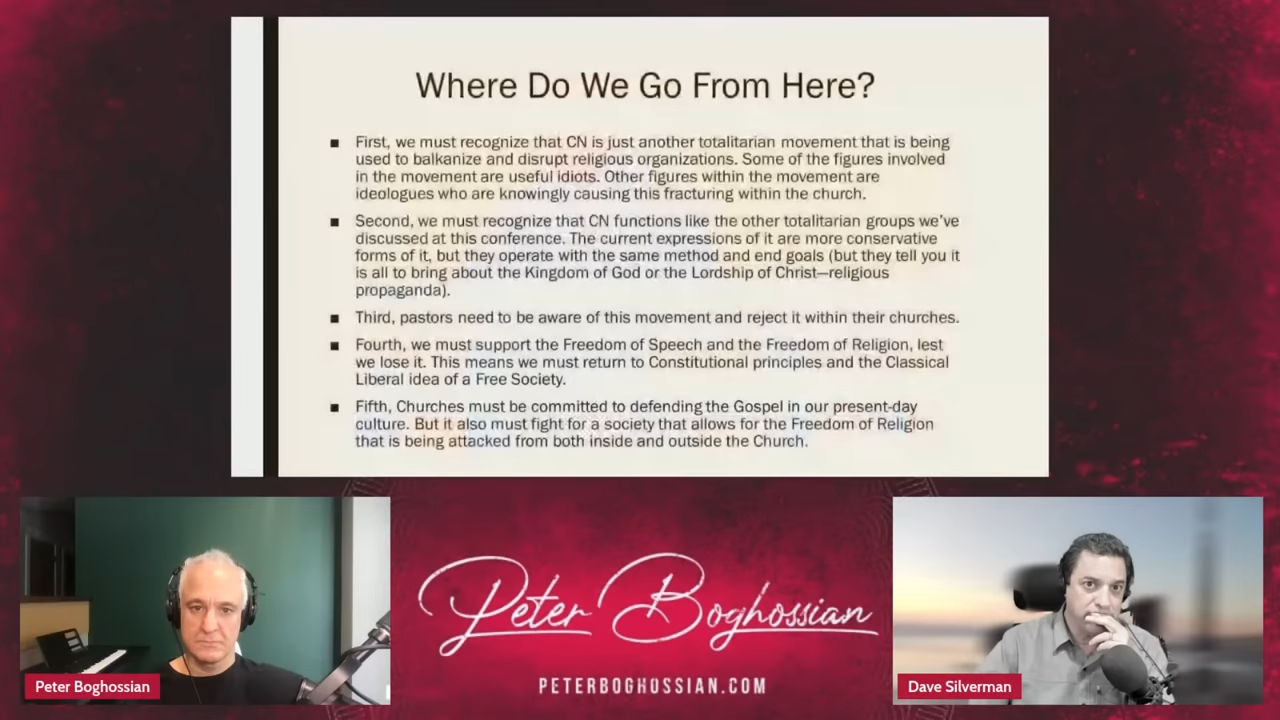 Where Do We Go From Here?
■ First, we must recognize that CN is just another totalitarian movement that is being
used to balkanize and disrupt religious organizations. Some of the figures involved
in the movement are useful idiots. Other figures within the movement are
ideologues who are knowingly causing this fracturing within the church.
■ Second, we must recognize that CN functions like the other totalitarian groups we've
discussed at this conference. The current expressions of it are more conservative
forms of it, but they operate with the same method and end goals (but they tell you it
is all to bring about the Kingdom of God or the Lordship of Christ—religious
propaganda).
■ Third, pastors need to be aware of this movement and reject it within their churches.
■ Fourth, we must support the Freedom of Speech and the Freedom of Religion, lest
we lose it. This means we must return to Constitutional principles and the Classical
Liberal idea of a Free Society.
■ Fifth, Churches must be committed to defending the Gospel in our present-day
culture. But it also must fight for a society that allows for the Freedom of Religion
that is being attacked from both inside and outside the Church.
Peter Boghossian
Peter Boghossian
PETERBOGHOSSIAN.COM
Dave Silverman